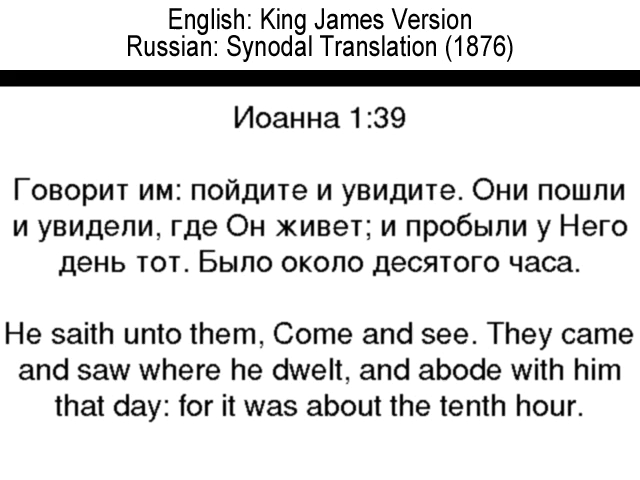 English: King James Version
Russian: Synodal Translation (1876)
Иоанна 1:39
Говорит им: пойдите и увидите. Они пошли
и увидели, где Он живет; и пробыли у Него
день тот. Было около десятого часа.
He saith unto them, Come and see. They came
and saw where he dwelt, and abode with him
that day: for it was about the tenth hour.